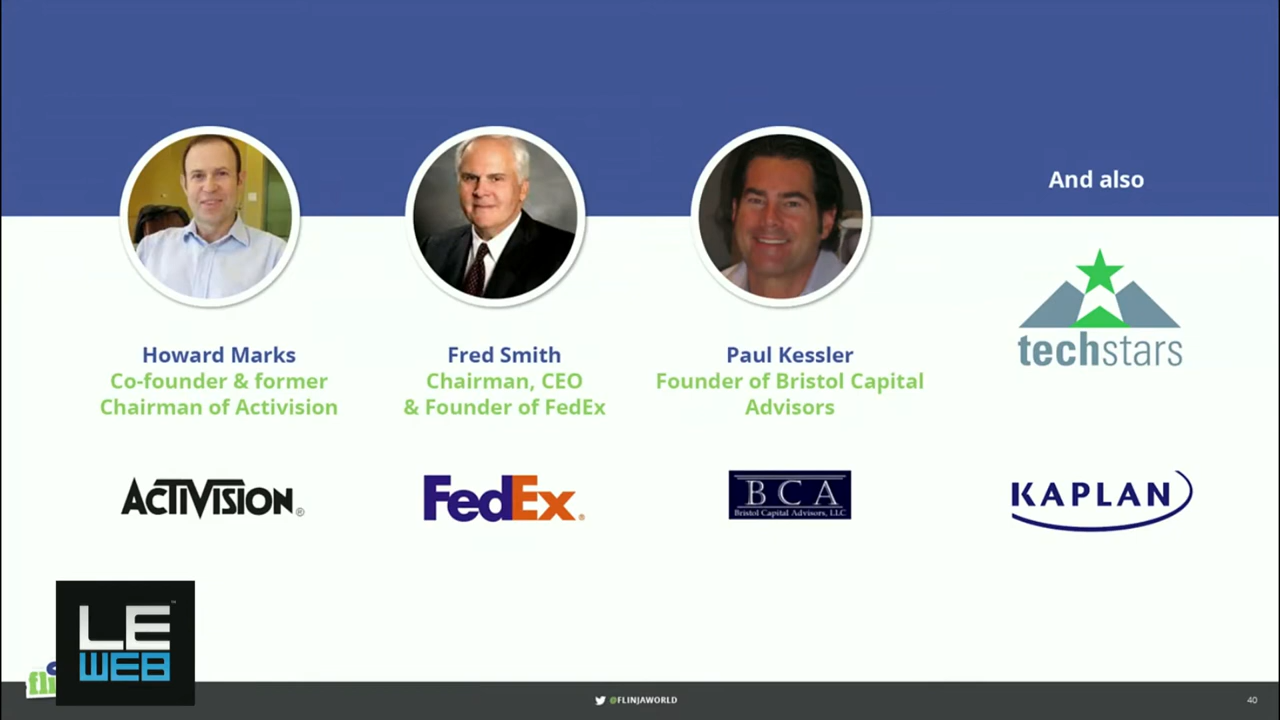 And also
Howard Marks
Co-founder & former
Chairman of Activision
Fred Smith
Chairman, CEO
& Founder of FedEx
Paul Kessler
Founder of Bristol Capital
Advisors
techstars
ACTIVISION®
FedEx®
BCA
Bristol Capital Advisors, LLC
KAPLAN
LE™
WEB
@FLINJAWORLD
40